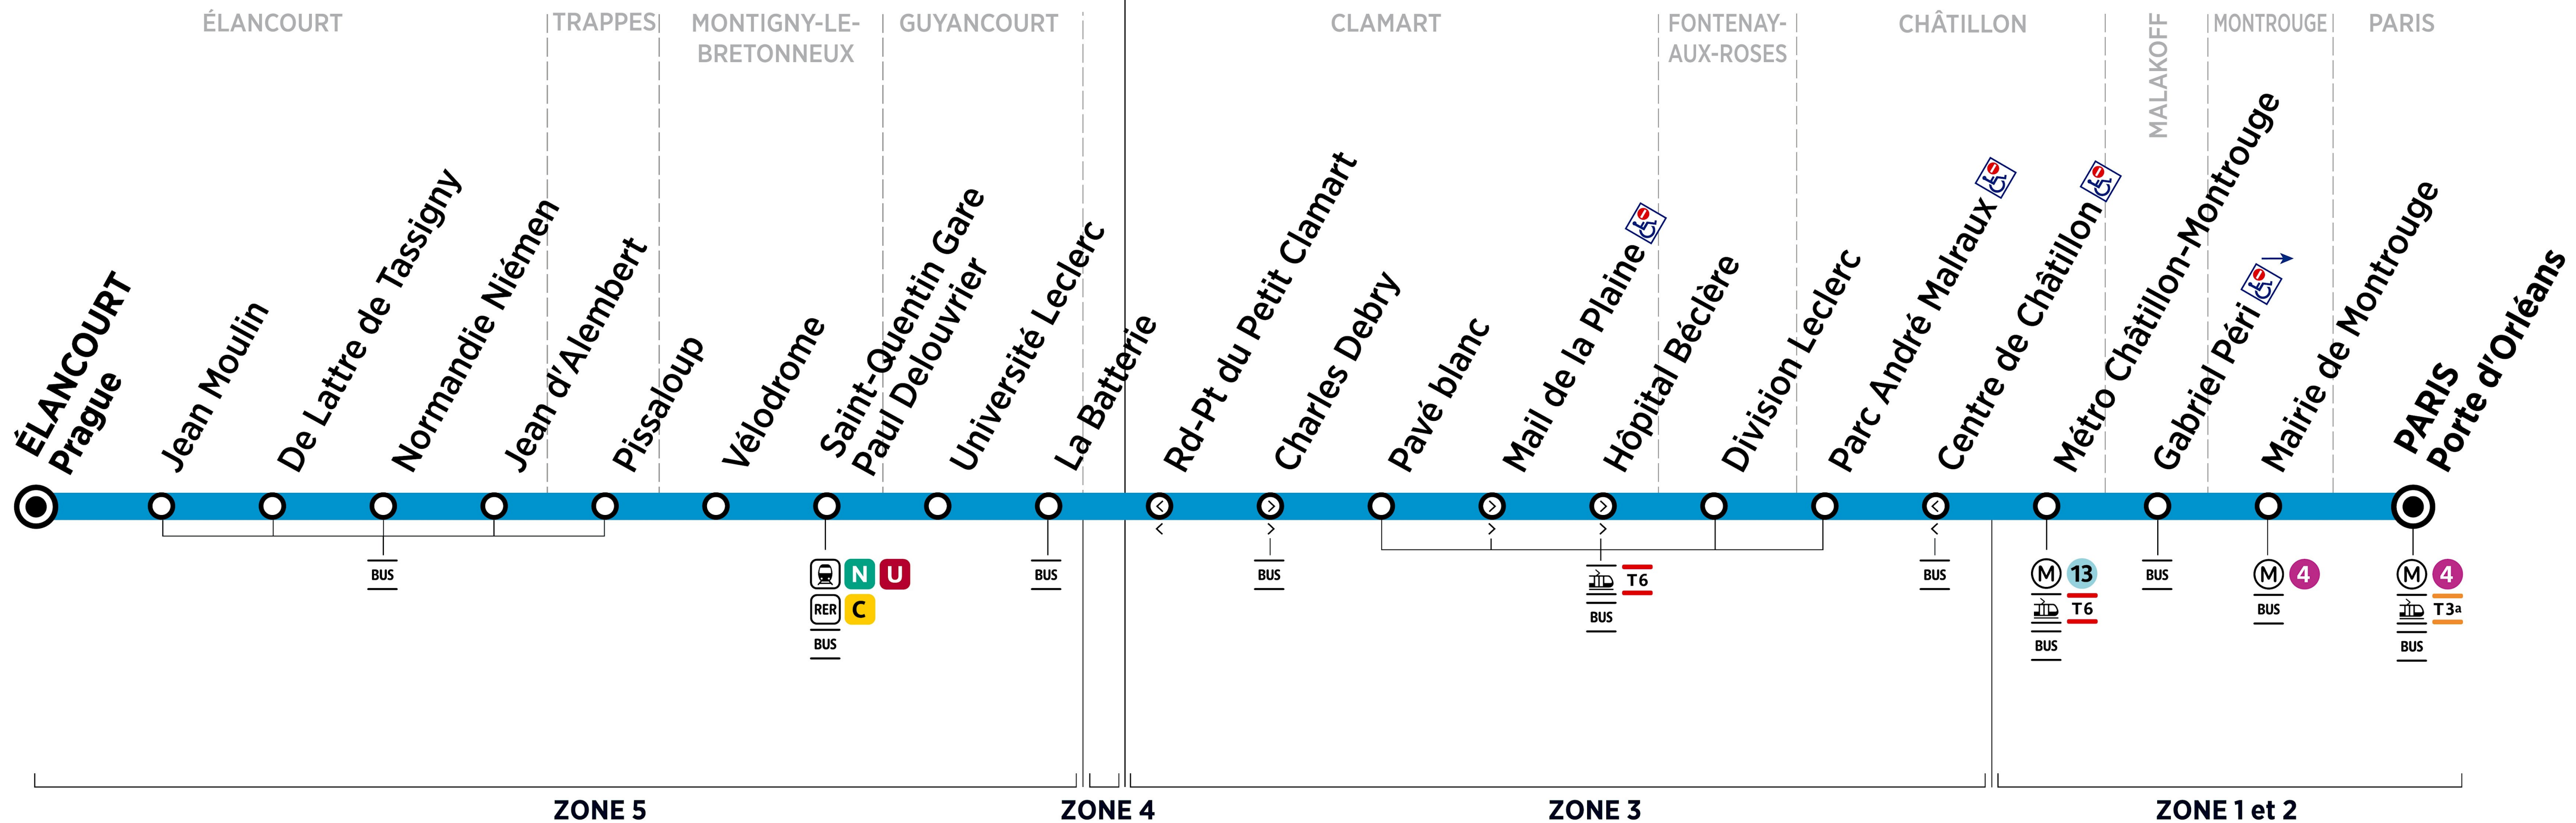 ÉLANCOURT
TRAPPES
MONTIGNY-LE-
BRETONNEUX
GUYANCOURT
CLAMART
FONTENAY-
AUX-ROSES
CHÂTILLON
MALAKOFF
MONTROUGE
PARIS
ÉLANCOURT
Prague
Jean Moulin
De Lattre de Tassigny
Normandie Niémen
Jean d'Alembert
Pissaloup
Vélodrome
Saint-Quentin Gare
Paul Delouvrier
Université Leclerc
La Batterie
Rd-Pt du Petit Clamart
Charles Debry
Pavé blanc
Mail de la Plaine
Hôpital Béclère
Division Leclerc
Parc André Malraux
Centre de Châtillon
Métro Châtillon-Montrouge
Gabriel Péri
Mairie de Montrouge
PARIS
Porte d'Orléans
BUS
N U
RER C
BUS
BUS
BUS
T6
BUS
BUS
M 13
T6
BUS
BUS
M 4
BUS
M 4
T3a
BUS
ZONE 5
ZONE 4
ZONE 3
ZONE 1 et 2